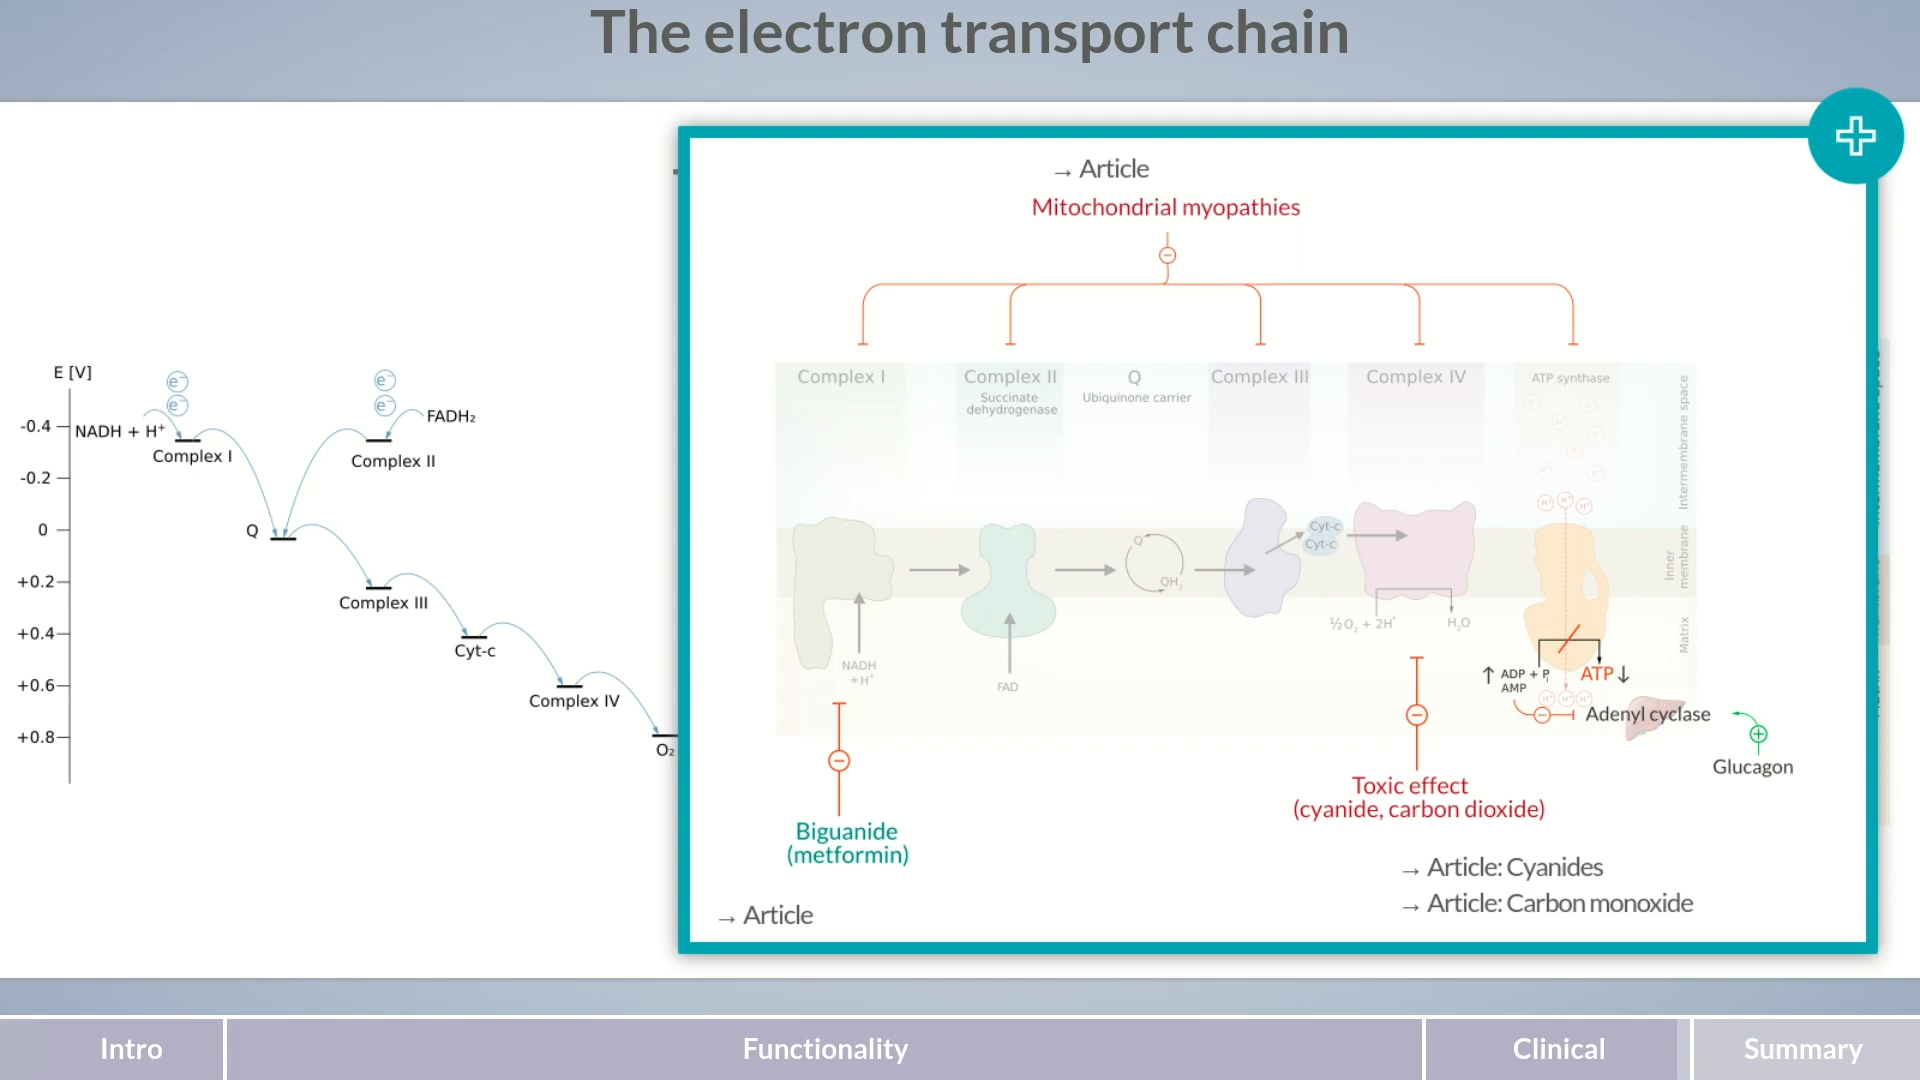 The electron transport chain
E [V]
-0.4
-0.2
0
+0.2
+0.4
+0.6
+0.8
e⁻
e⁻
NADH + H⁺
Complex I
e⁻
e⁻
FADH₂
Complex II
Q
Complex III
Cyt-c
Complex IV
O₂
→ Article
Mitochondrial myopathies
Complex I
Complex II
Succinate
dehydrogenase
Q
Ubiquinone carrier
Complex III
Complex IV
ATP synthase
H⁺
H⁺
H⁺
H⁺
H⁺
H⁺
H⁺ H⁺ H⁺
Intermembrane space
Inner
membrane
Matrix
Q
QH₂
Cyt-c
Cyt-c
½O₂ + 2H⁺
H₂O
NADH
+H⁺
FAD
↑ ADP + Pᵢ
AMP
ATP ↓
H⁺ H⁺ H⁺
Adenyl cyclase
Glucagon
Toxic effect
(cyanide, carbon dioxide)
Biguanide
(metformin)
→ Article: Cyanides
→ Article: Carbon monoxide
→ Article
Intro
Functionality
Clinical
Summary